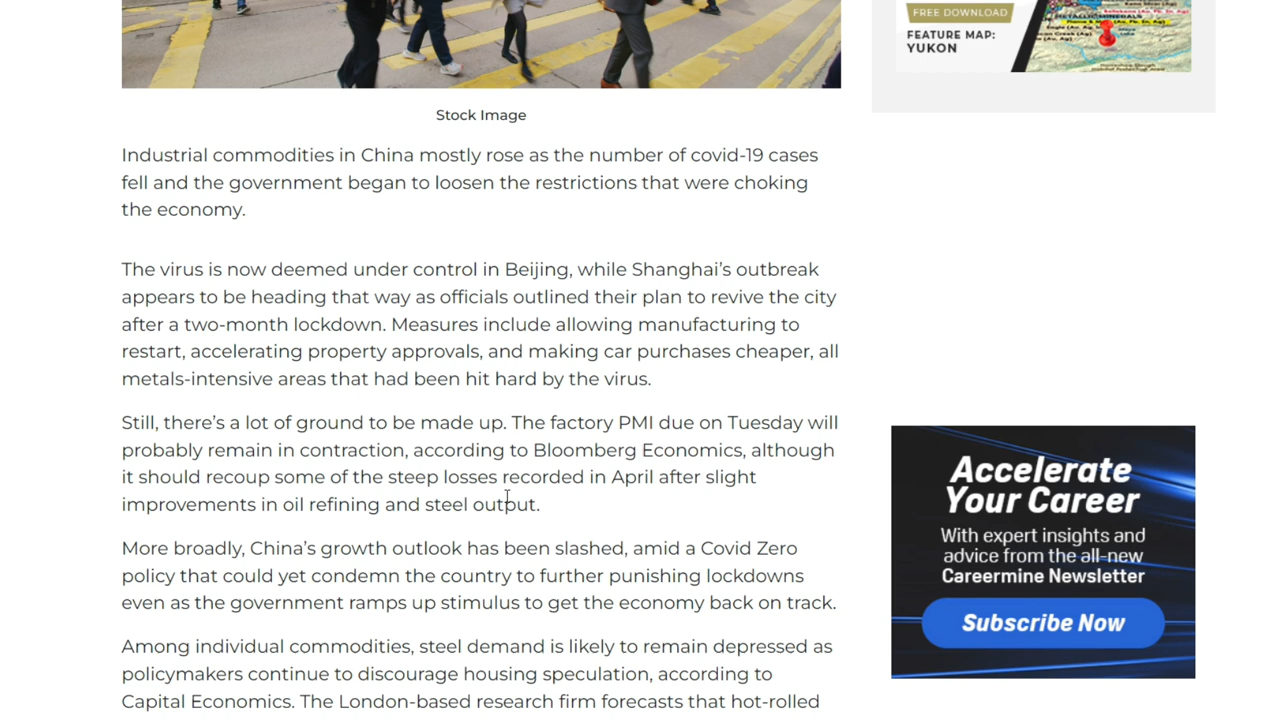 FREE DOWNLOAD
FEATURE MAP:
YUKON
METALLIC MINERALS
Stock Image
Industrial commodities in China mostly rose as the number of covid-19 cases
fell and the government began to loosen the restrictions that were choking
the economy.
The virus is now deemed under control in Beijing, while Shanghai’s outbreak
appears to be heading that way as officials outlined their plan to revive the city
after a two-month lockdown. Measures include allowing manufacturing to
restart, accelerating property approvals, and making car purchases cheaper, all
metals-intensive areas that had been hit hard by the virus.
Still, there’s a lot of ground to be made up. The factory PMI due on Tuesday will
probably remain in contraction, according to Bloomberg Economics, although
it should recoup some of the steep losses recorded in April after slight
improvements in oil refining and steel output.
More broadly, China’s growth outlook has been slashed, amid a Covid Zero
policy that could yet condemn the country to further punishing lockdowns
even as the government ramps up stimulus to get the economy back on track.
Among individual commodities, steel demand is likely to remain depressed as
policymakers continue to discourage housing speculation, according to
Capital Economics. The London-based research firm forecasts that hot-rolled
Accelerate
Your Career
With expert insights and
advice from the all-new
Careermine Newsletter
Subscribe Now